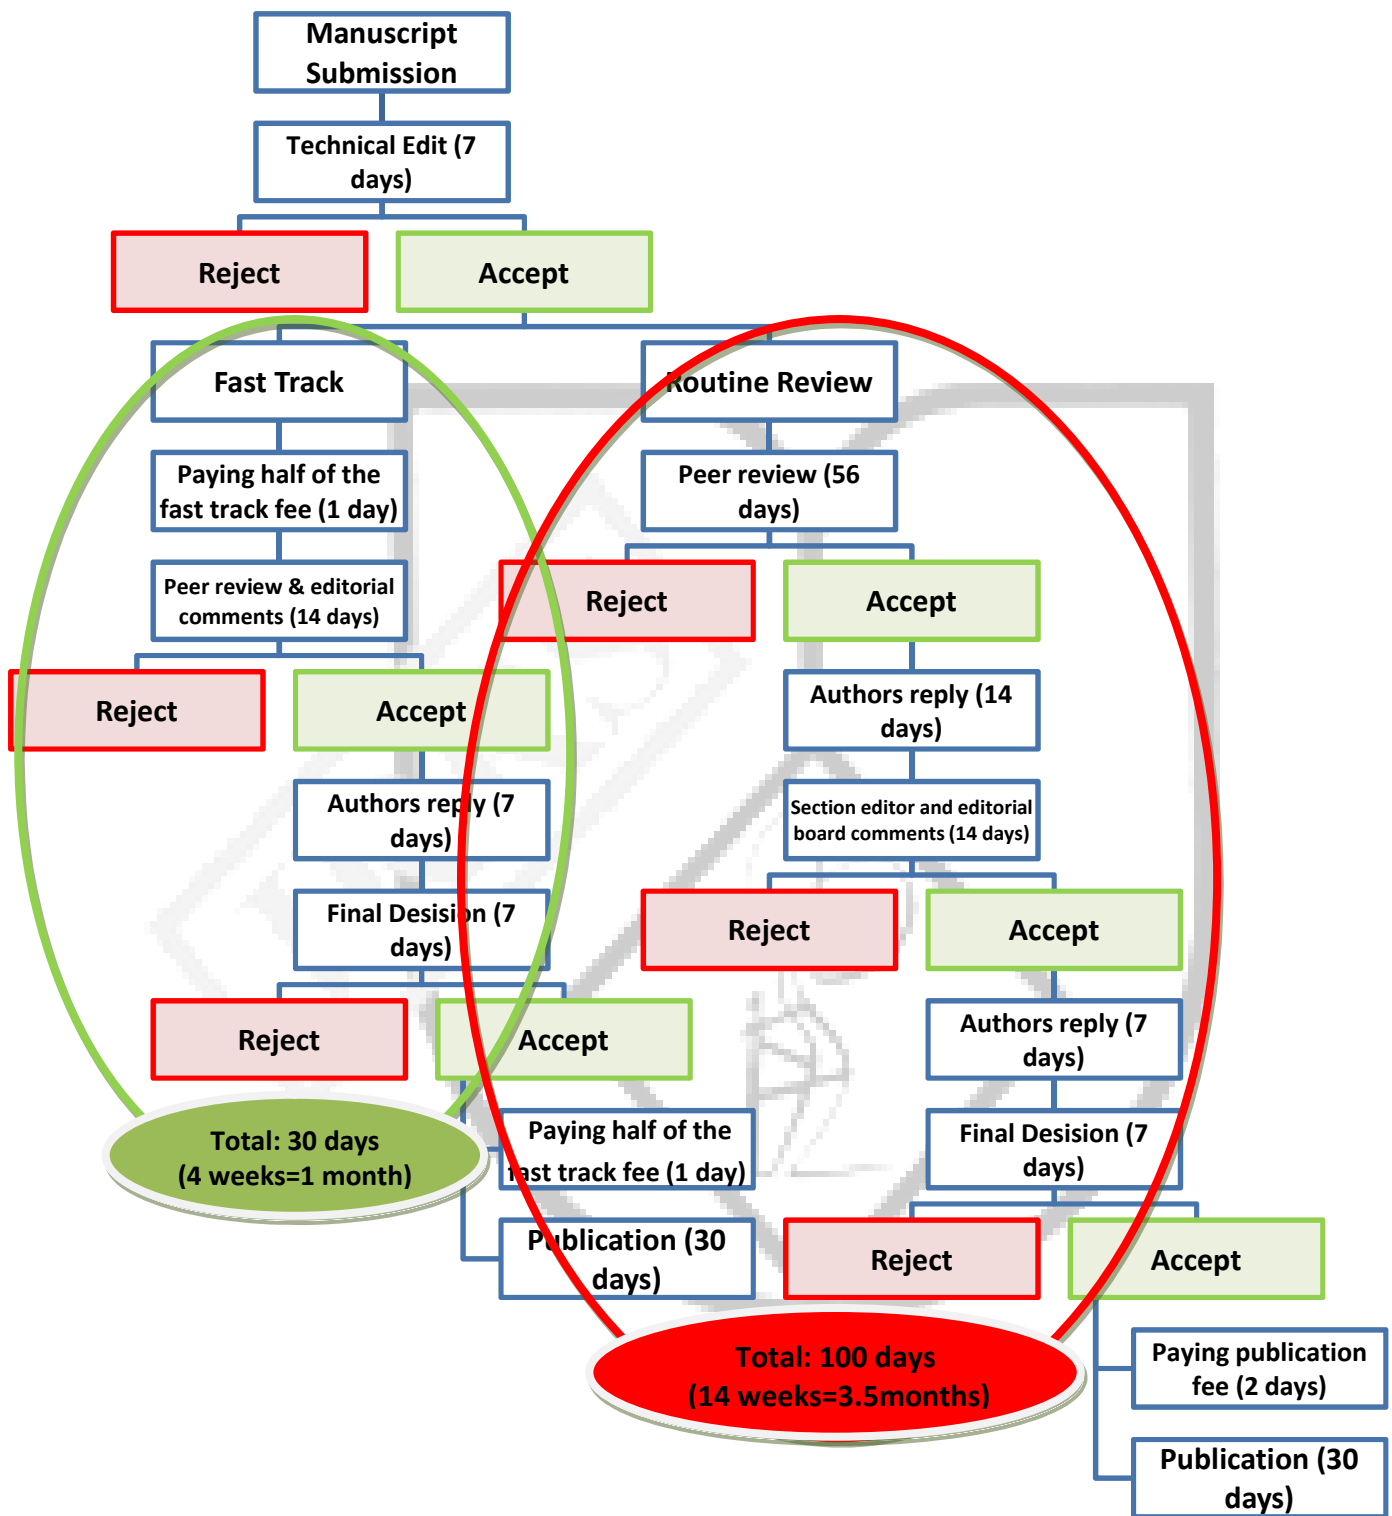 Manuscript
Submission
Technical Edit (7
days)
Reject
Accept
Fast Track
Routine Review
Paying half of the
fast track fee (1 day)
Peer review (56
days)
Peer review & editorial
comments (14 days)
Reject
Accept
Reject
Accept
Authors reply (14
days)
Authors reply (7
days)
Section editor and editorial
board comments (14 days)
Final Desision (7
days)
Reject
Accept
Reject
Accept
Authors reply (7
days)
Paying half of the
fast track fee (1 day)
Final Desision (7
days)
Total: 30 days
(4 weeks=1 month)
Publication (30
days)
Reject
Accept
Total: 100 days
(14 weeks=3.5months)
Paying publication
fee (2 days)
Publication (30
days)